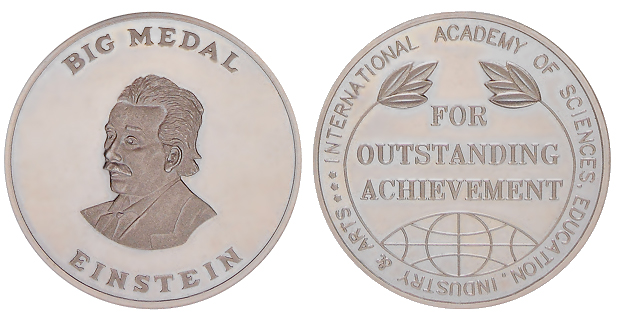 BIG MEDAL
EINSTEIN
INTERNATIONAL ACADEMY OF SCIENCES, EDUCATION, INDUSTRY & ARTS
FOR
OUTSTANDING
ACHIEVEMENT